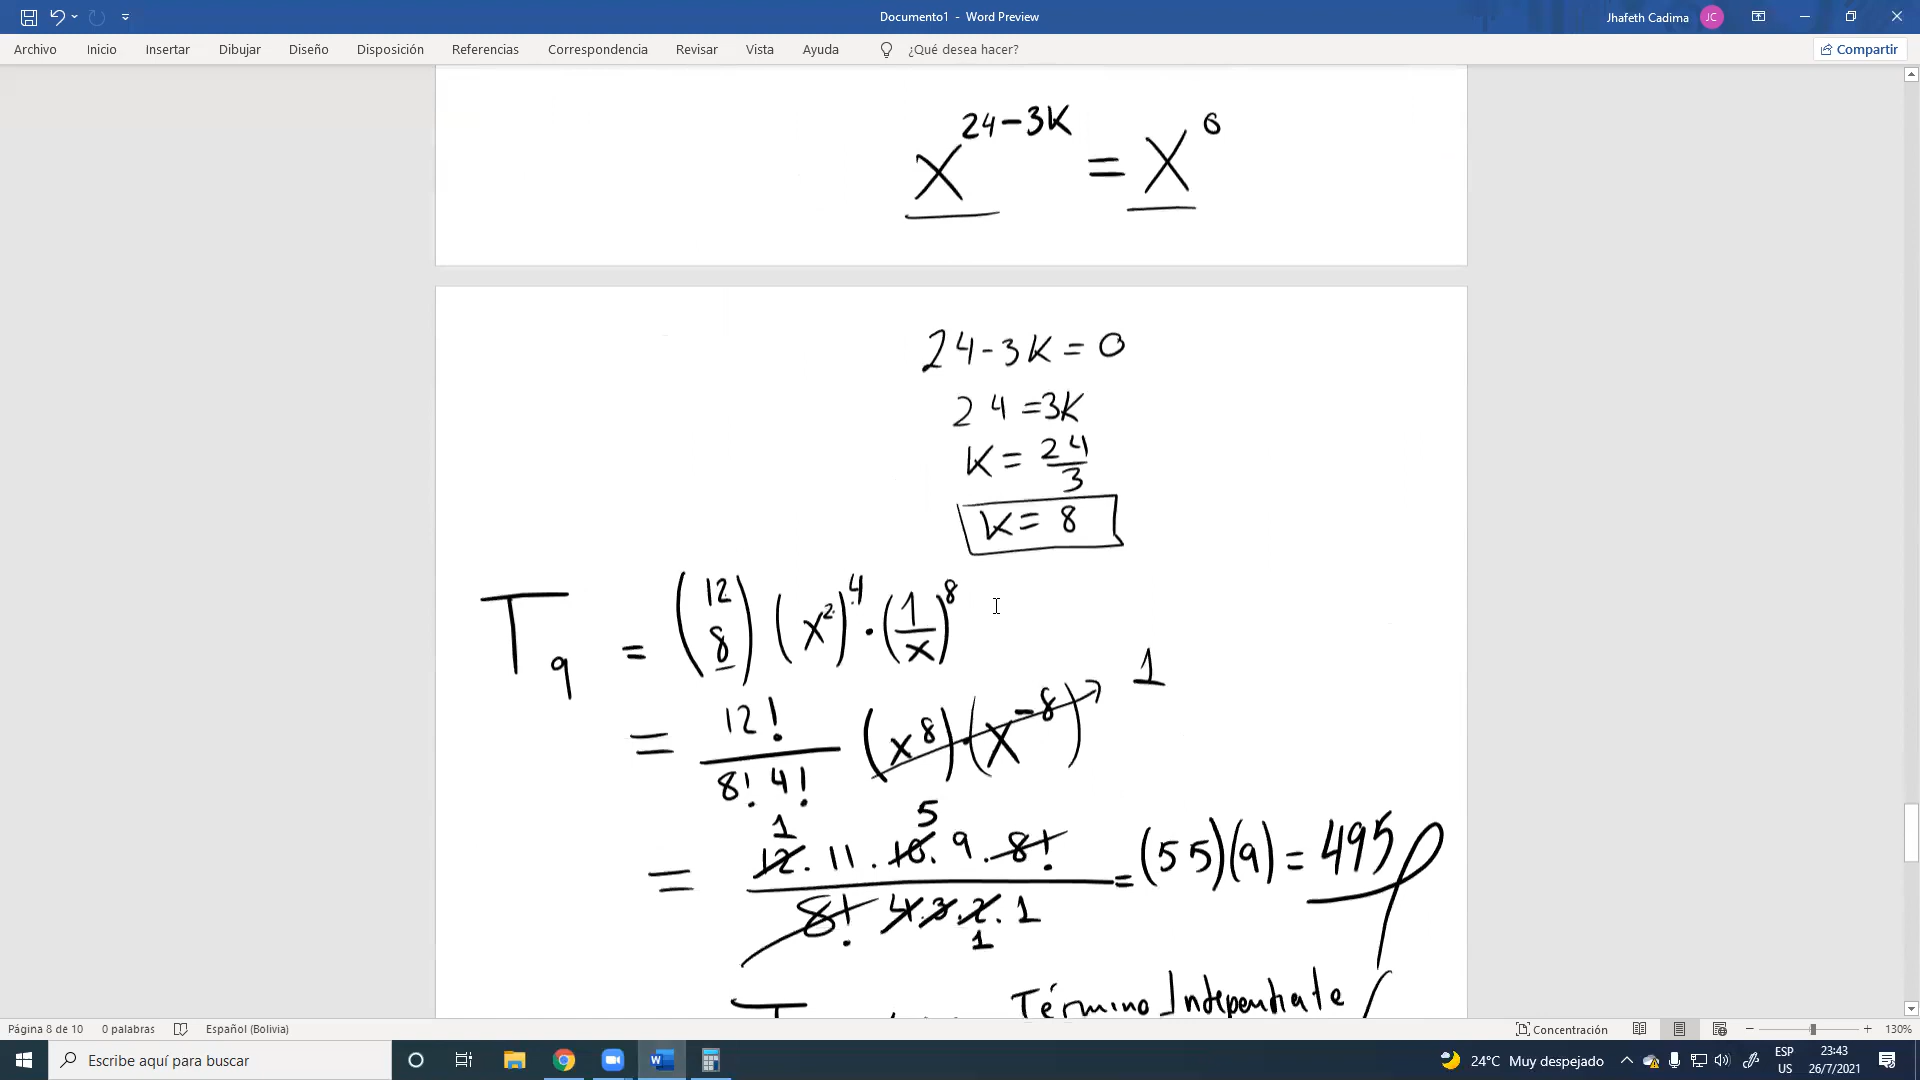 Documento1 - Word Preview
Jhafeth Cadima JC
Archivo Inicio Insertar Dibujar Diseño Disposición Referencias Correspondencia Revisar Vista Ayuda ¿Qué desea hacer? Compartir
x^{24-3K} = x^0
24-3K=0
24=3K
K=24/3
K=8
T_9 = (12 8) (x^2)^4 · (1/x)^8
= 12!/8! 4! (x^8)·(x^{-8}) 1
1 5
= 12·11·10·9·8!/8! 4·3·2·1 = (55)(9) = 495
1
Término Independiente
Página 8 de 10 0 palabras Español (Bolivia) Concentración 130%
Escribe aquí para buscar 24°C Muy despejado ESP US 23:43 26/7/2021